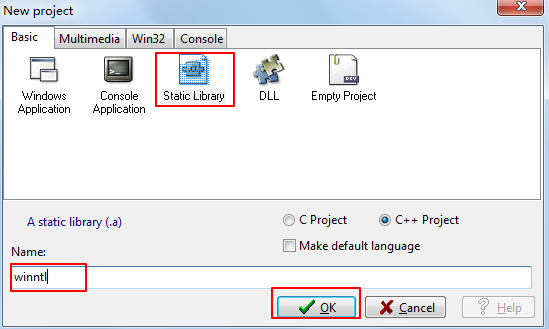 New project
Basic Multimedia Win32 Console
Windows Application
Console Application
Static Library
DLL
Empty Project
A static library (.a)
C Project
C++ Project
Name:
Make default language
winntl
OK
Cancel
Help